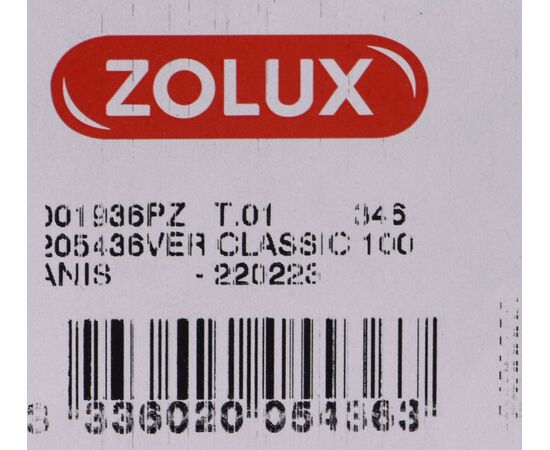 ZOLUX
001936PZ T.01 346
205436VER CLASSIC 100
ANIS - 220223
3 336020 054363